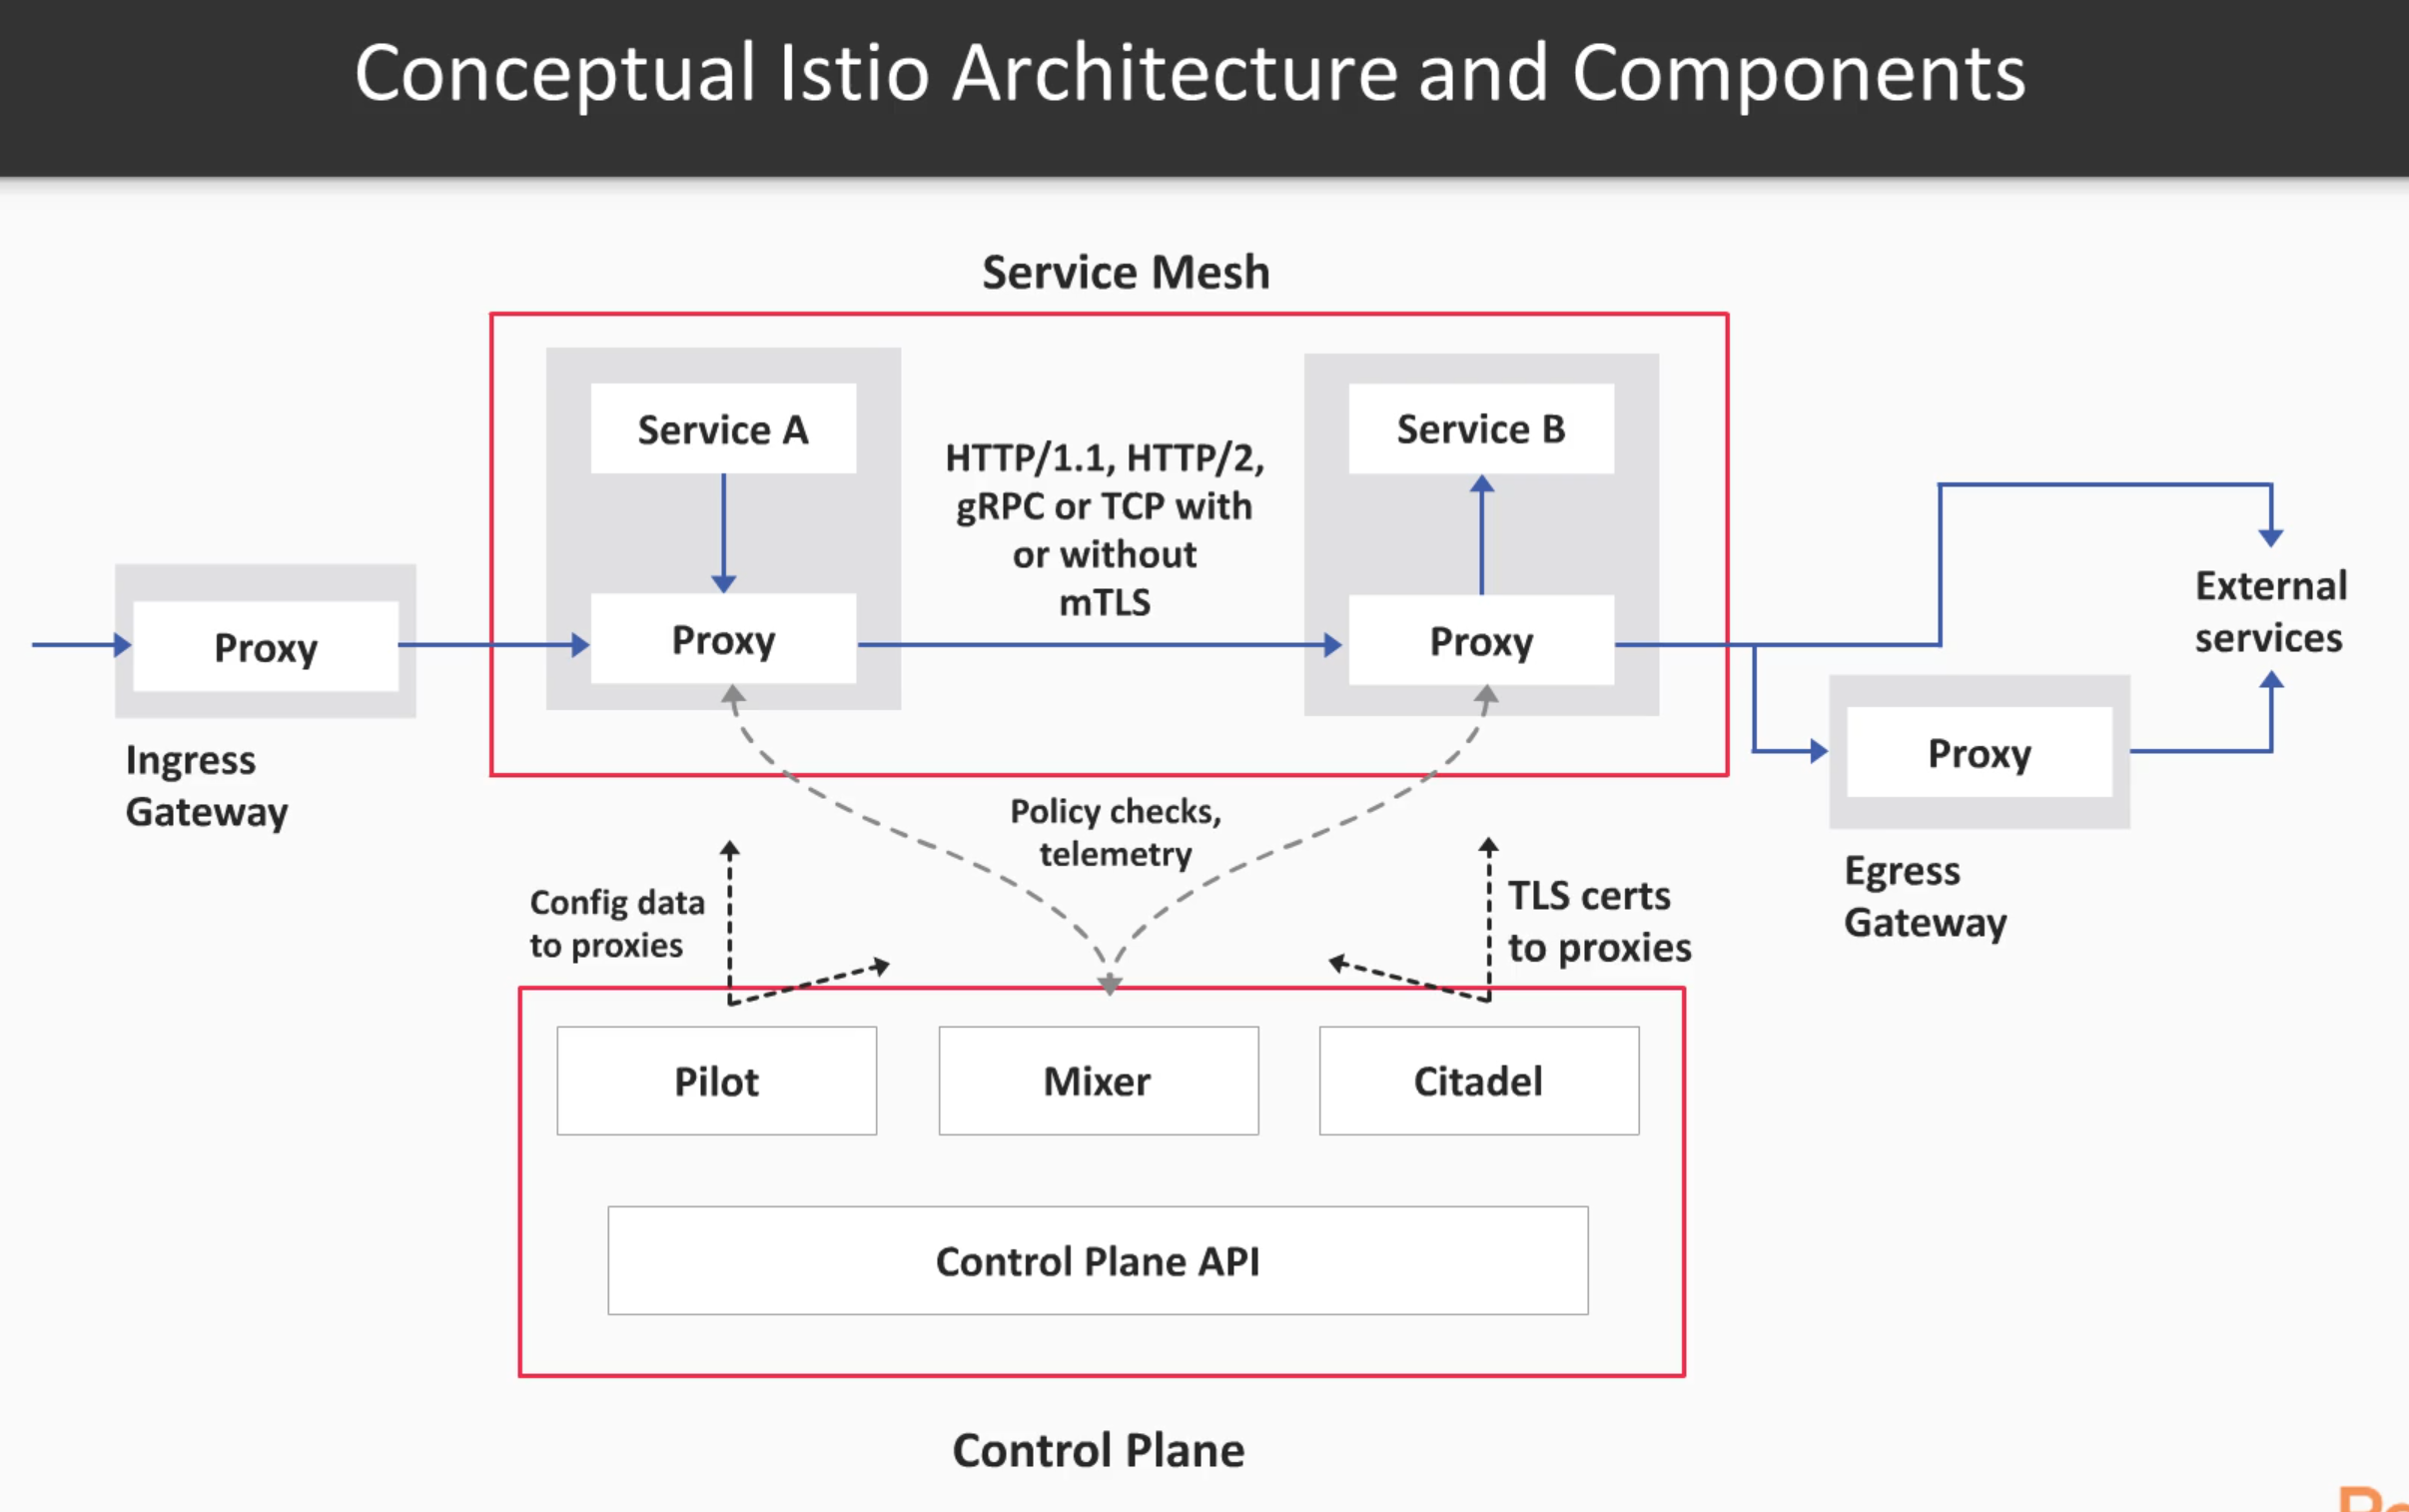 Conceptual Istio Architecture and Components
Service Mesh
Service A
Service B
HTTP/1.1, HTTP/2,
gRPC or TCP with
or without
mTLS
Proxy
Proxy
Proxy
External
services
Proxy
Ingress
Gateway
Egress
Gateway
Policy checks,
telemetry
Config data
to proxies
TLS certs
to proxies
Pilot
Mixer
Citadel
Control Plane API
Control Plane